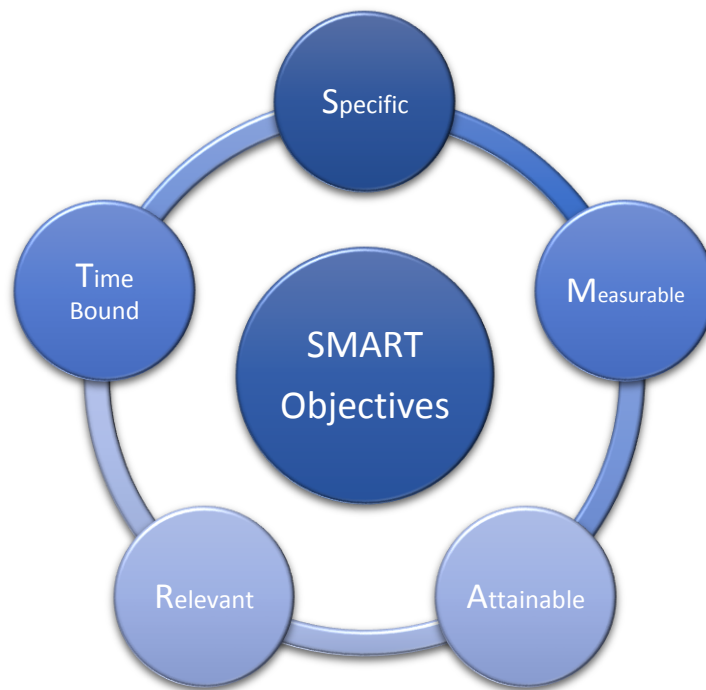 Specific
Measurable
Attainable
Relevant
Time
Bound
SMART
Objectives